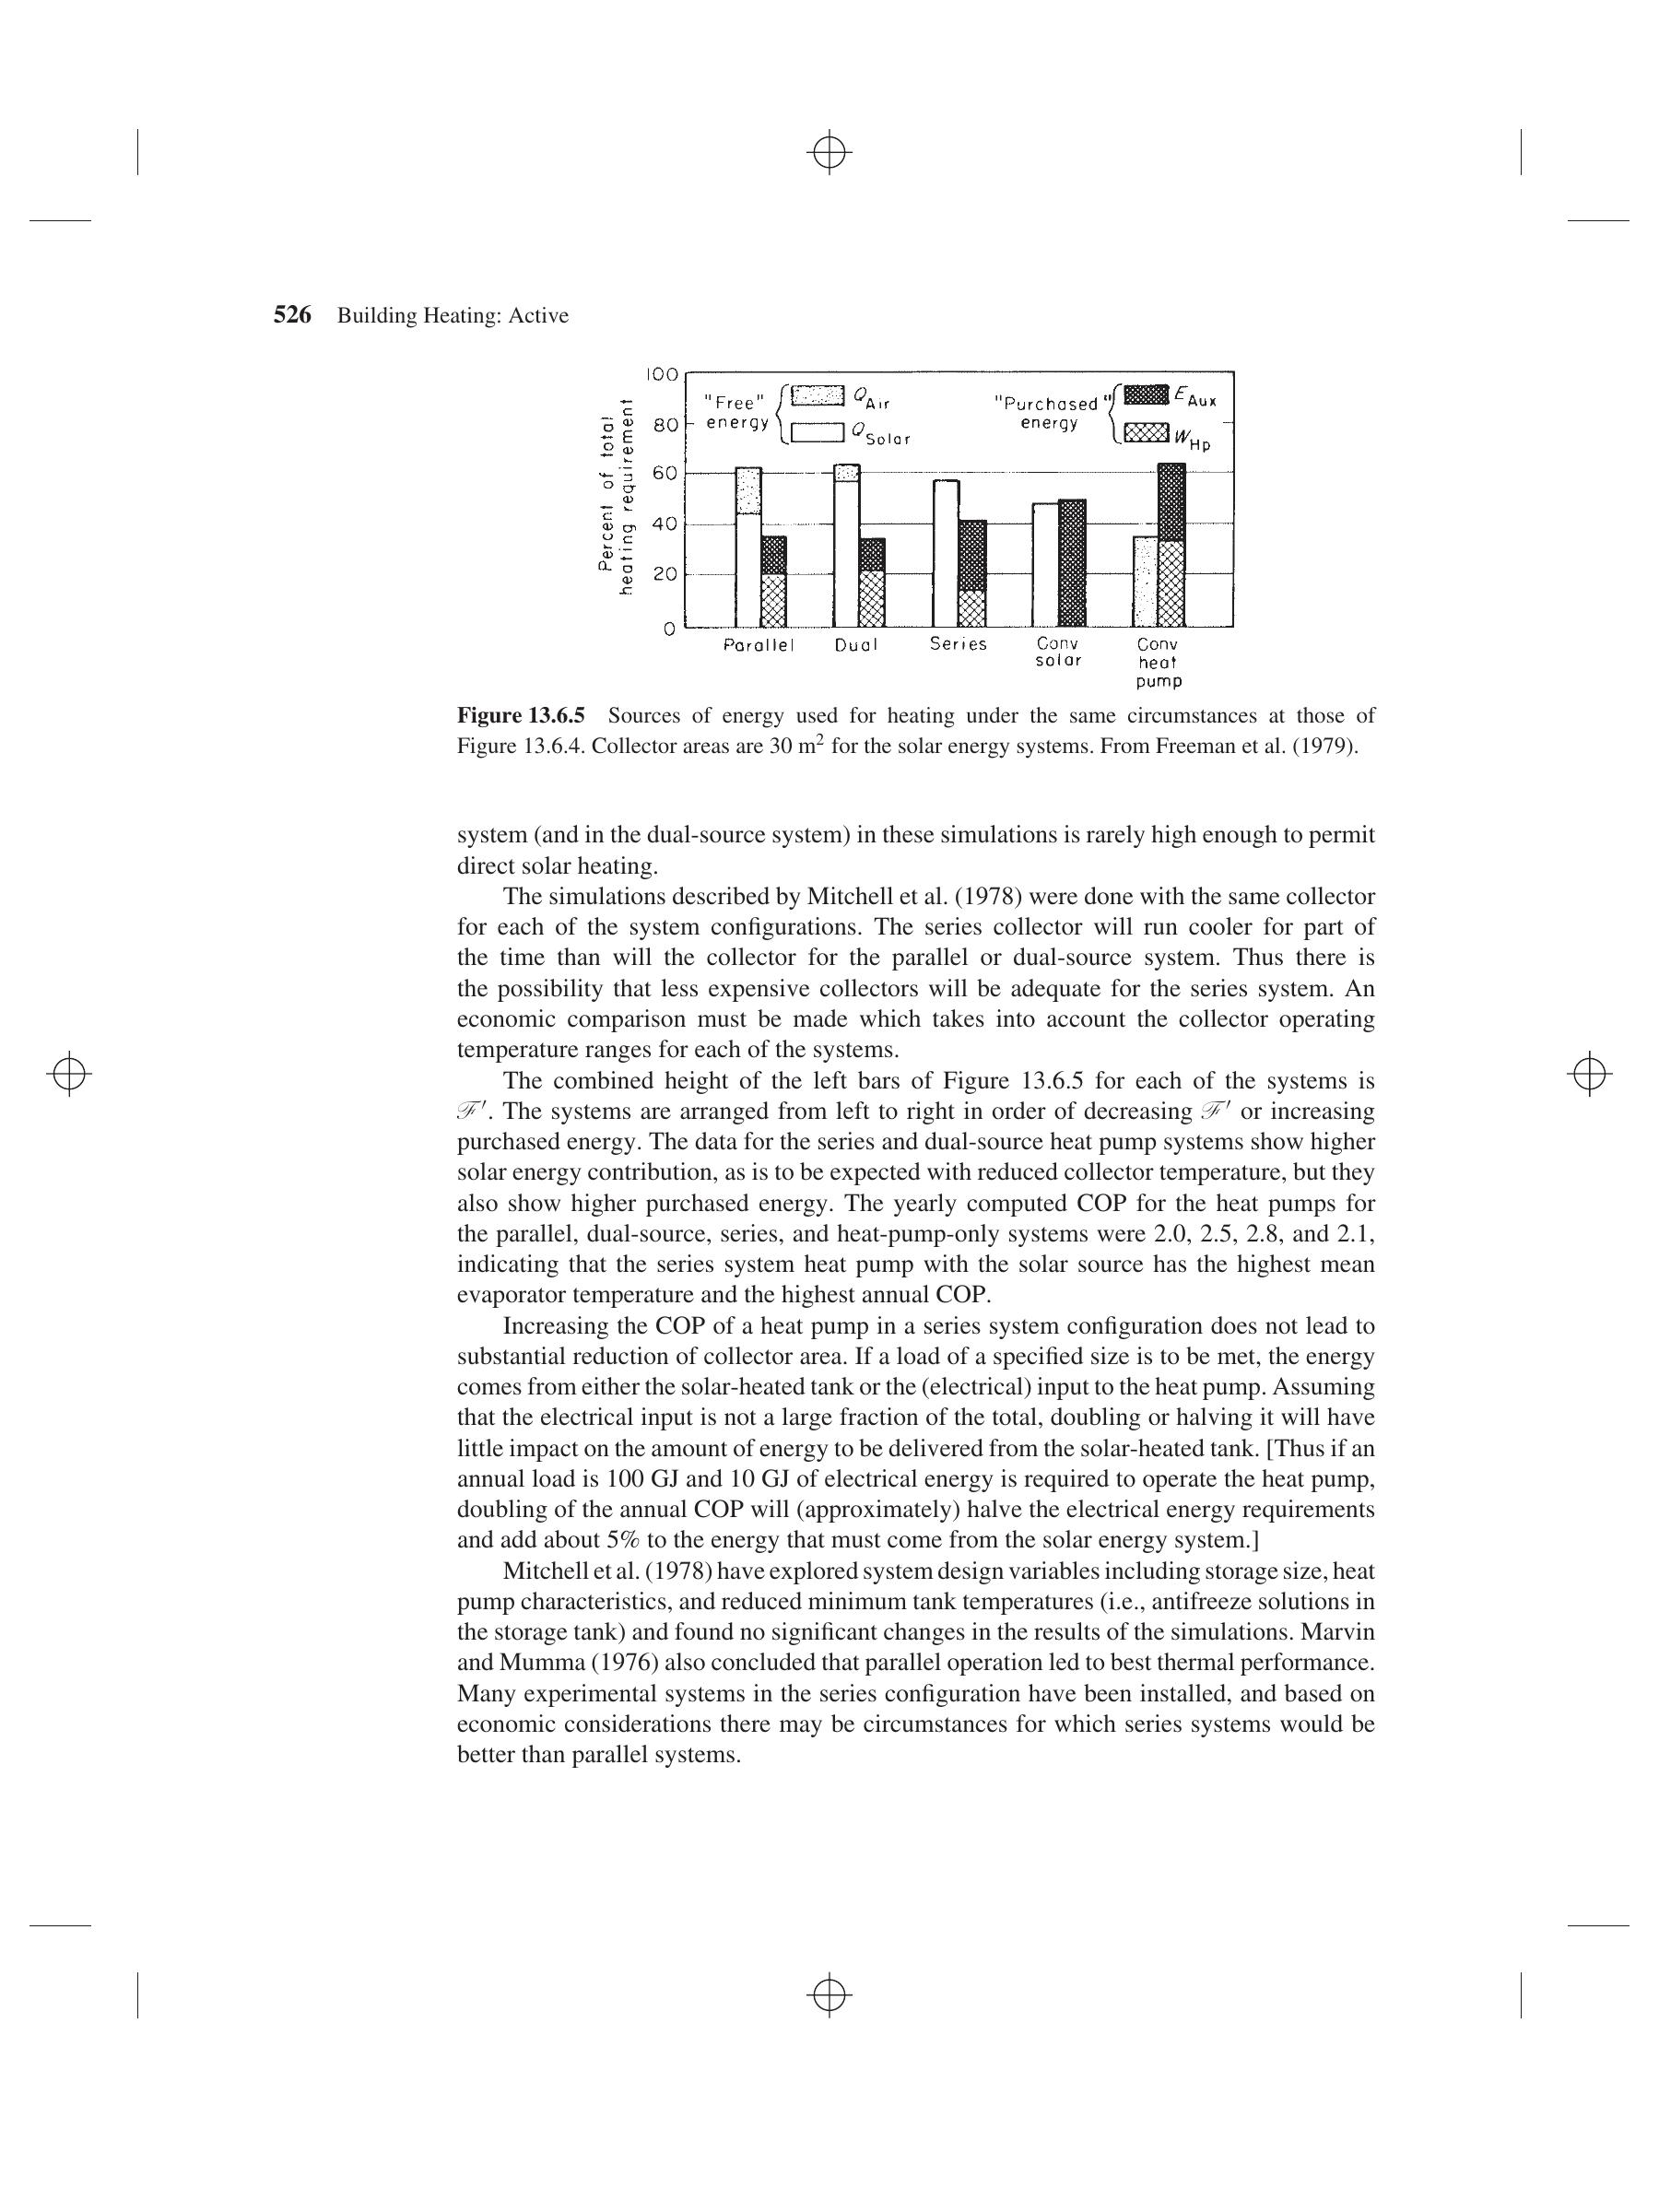 526 Building Heating: Active
100
80
60
40
20
0
Percent of total
heating requirement
"Free"
energy
Q Air
Q Solar
"Purchased"
energy
E Aux
W Hp
Parallel
Dual
Series
Conv
solar
Conv
heat
pump
Figure 13.6.5 Sources of energy used for heating under the same circumstances at those of
Figure 13.6.4. Collector areas are 30 m² for the solar energy systems. From Freeman et al. (1979).
system (and in the dual-source system) in these simulations is rarely high enough to permit
direct solar heating.
The simulations described by Mitchell et al. (1978) were done with the same collector
for each of the system configurations. The series collector will run cooler for part of
the time than will the collector for the parallel or dual-source system. Thus there is
the possibility that less expensive collectors will be adequate for the series system. An
economic comparison must be made which takes into account the collector operating
temperature ranges for each of the systems.
The combined height of the left bars of Figure 13.6.5 for each of the systems is
ℱ′. The systems are arranged from left to right in order of decreasing ℱ′ or increasing
purchased energy. The data for the series and dual-source heat pump systems show higher
solar energy contribution, as is to be expected with reduced collector temperature, but they
also show higher purchased energy. The yearly computed COP for the heat pumps for
the parallel, dual-source, series, and heat-pump-only systems were 2.0, 2.5, 2.8, and 2.1,
indicating that the series system heat pump with the solar source has the highest mean
evaporator temperature and the highest annual COP.
Increasing the COP of a heat pump in a series system configuration does not lead to
substantial reduction of collector area. If a load of a specified size is to be met, the energy
comes from either the solar-heated tank or the (electrical) input to the heat pump. Assuming
that the electrical input is not a large fraction of the total, doubling or halving it will have
little impact on the amount of energy to be delivered from the solar-heated tank. [Thus if an
annual load is 100 GJ and 10 GJ of electrical energy is required to operate the heat pump,
doubling of the annual COP will (approximately) halve the electrical energy requirements
and add about 5% to the energy that must come from the solar energy system.]
Mitchell et al. (1978) have explored system design variables including storage size, heat
pump characteristics, and reduced minimum tank temperatures (i.e., antifreeze solutions in
the storage tank) and found no significant changes in the results of the simulations. Marvin
and Mumma (1976) also concluded that parallel operation led to best thermal performance.
Many experimental systems in the series configuration have been installed, and based on
economic considerations there may be circumstances for which series systems would be
better than parallel systems.